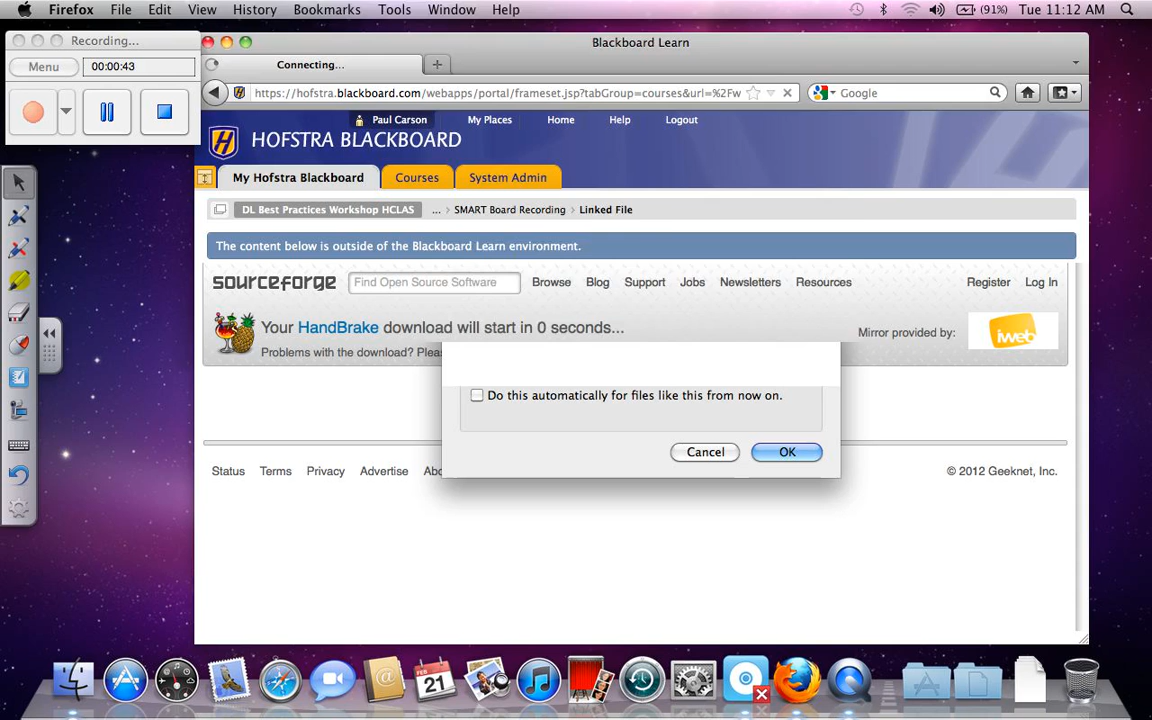 Firefox File Edit View History Bookmarks Tools Window Help (91%) Tue 11:12 AM
Recording...
Menu 00:00:43
Blackboard Learn
Connecting...
https://hofstra.blackboard.com/webapps/portal/frameset.jsp?tabGroup=courses&url=%2Fw Google
Paul Carson My Places Home Help Logout
HOFSTRA BLACKBOARD
My Hofstra Blackboard Courses System Admin
DL Best Practices Workshop HCLAS ... > SMART Board Recording > Linked File
The content below is outside of the Blackboard Learn environment.
sourceforge Find Open Source Software Browse Blog Support Jobs Newsletters Resources Register Log In
Your HandBrake download will start in 0 seconds... Mirror provided by: iweb
Problems with the download?
Do this automatically for files like this from now on.
Cancel OK
Status Terms Privacy Advertise © 2012 Geeknet, Inc.
21